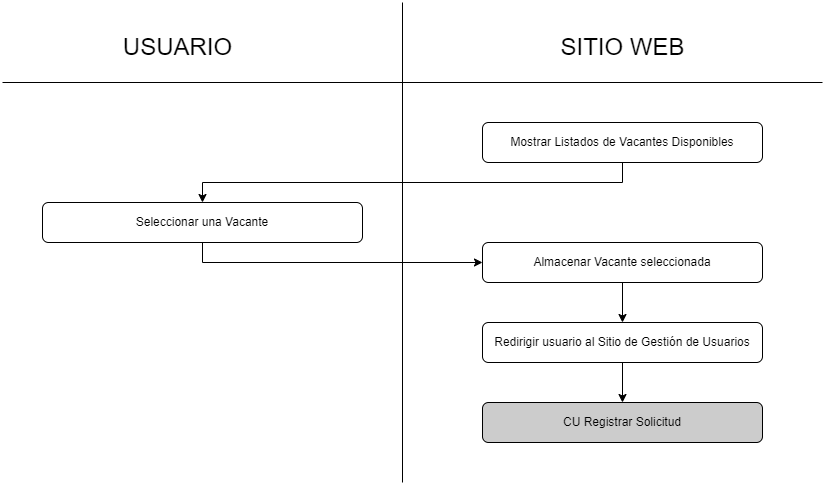 USUARIO
SITIO WEB
Mostrar Listados de Vacantes Disponibles
Seleccionar una Vacante
Almacenar Vacante seleccionada
Redirigir usuario al Sitio de Gestión de Usuarios
CU Registrar Solicitud